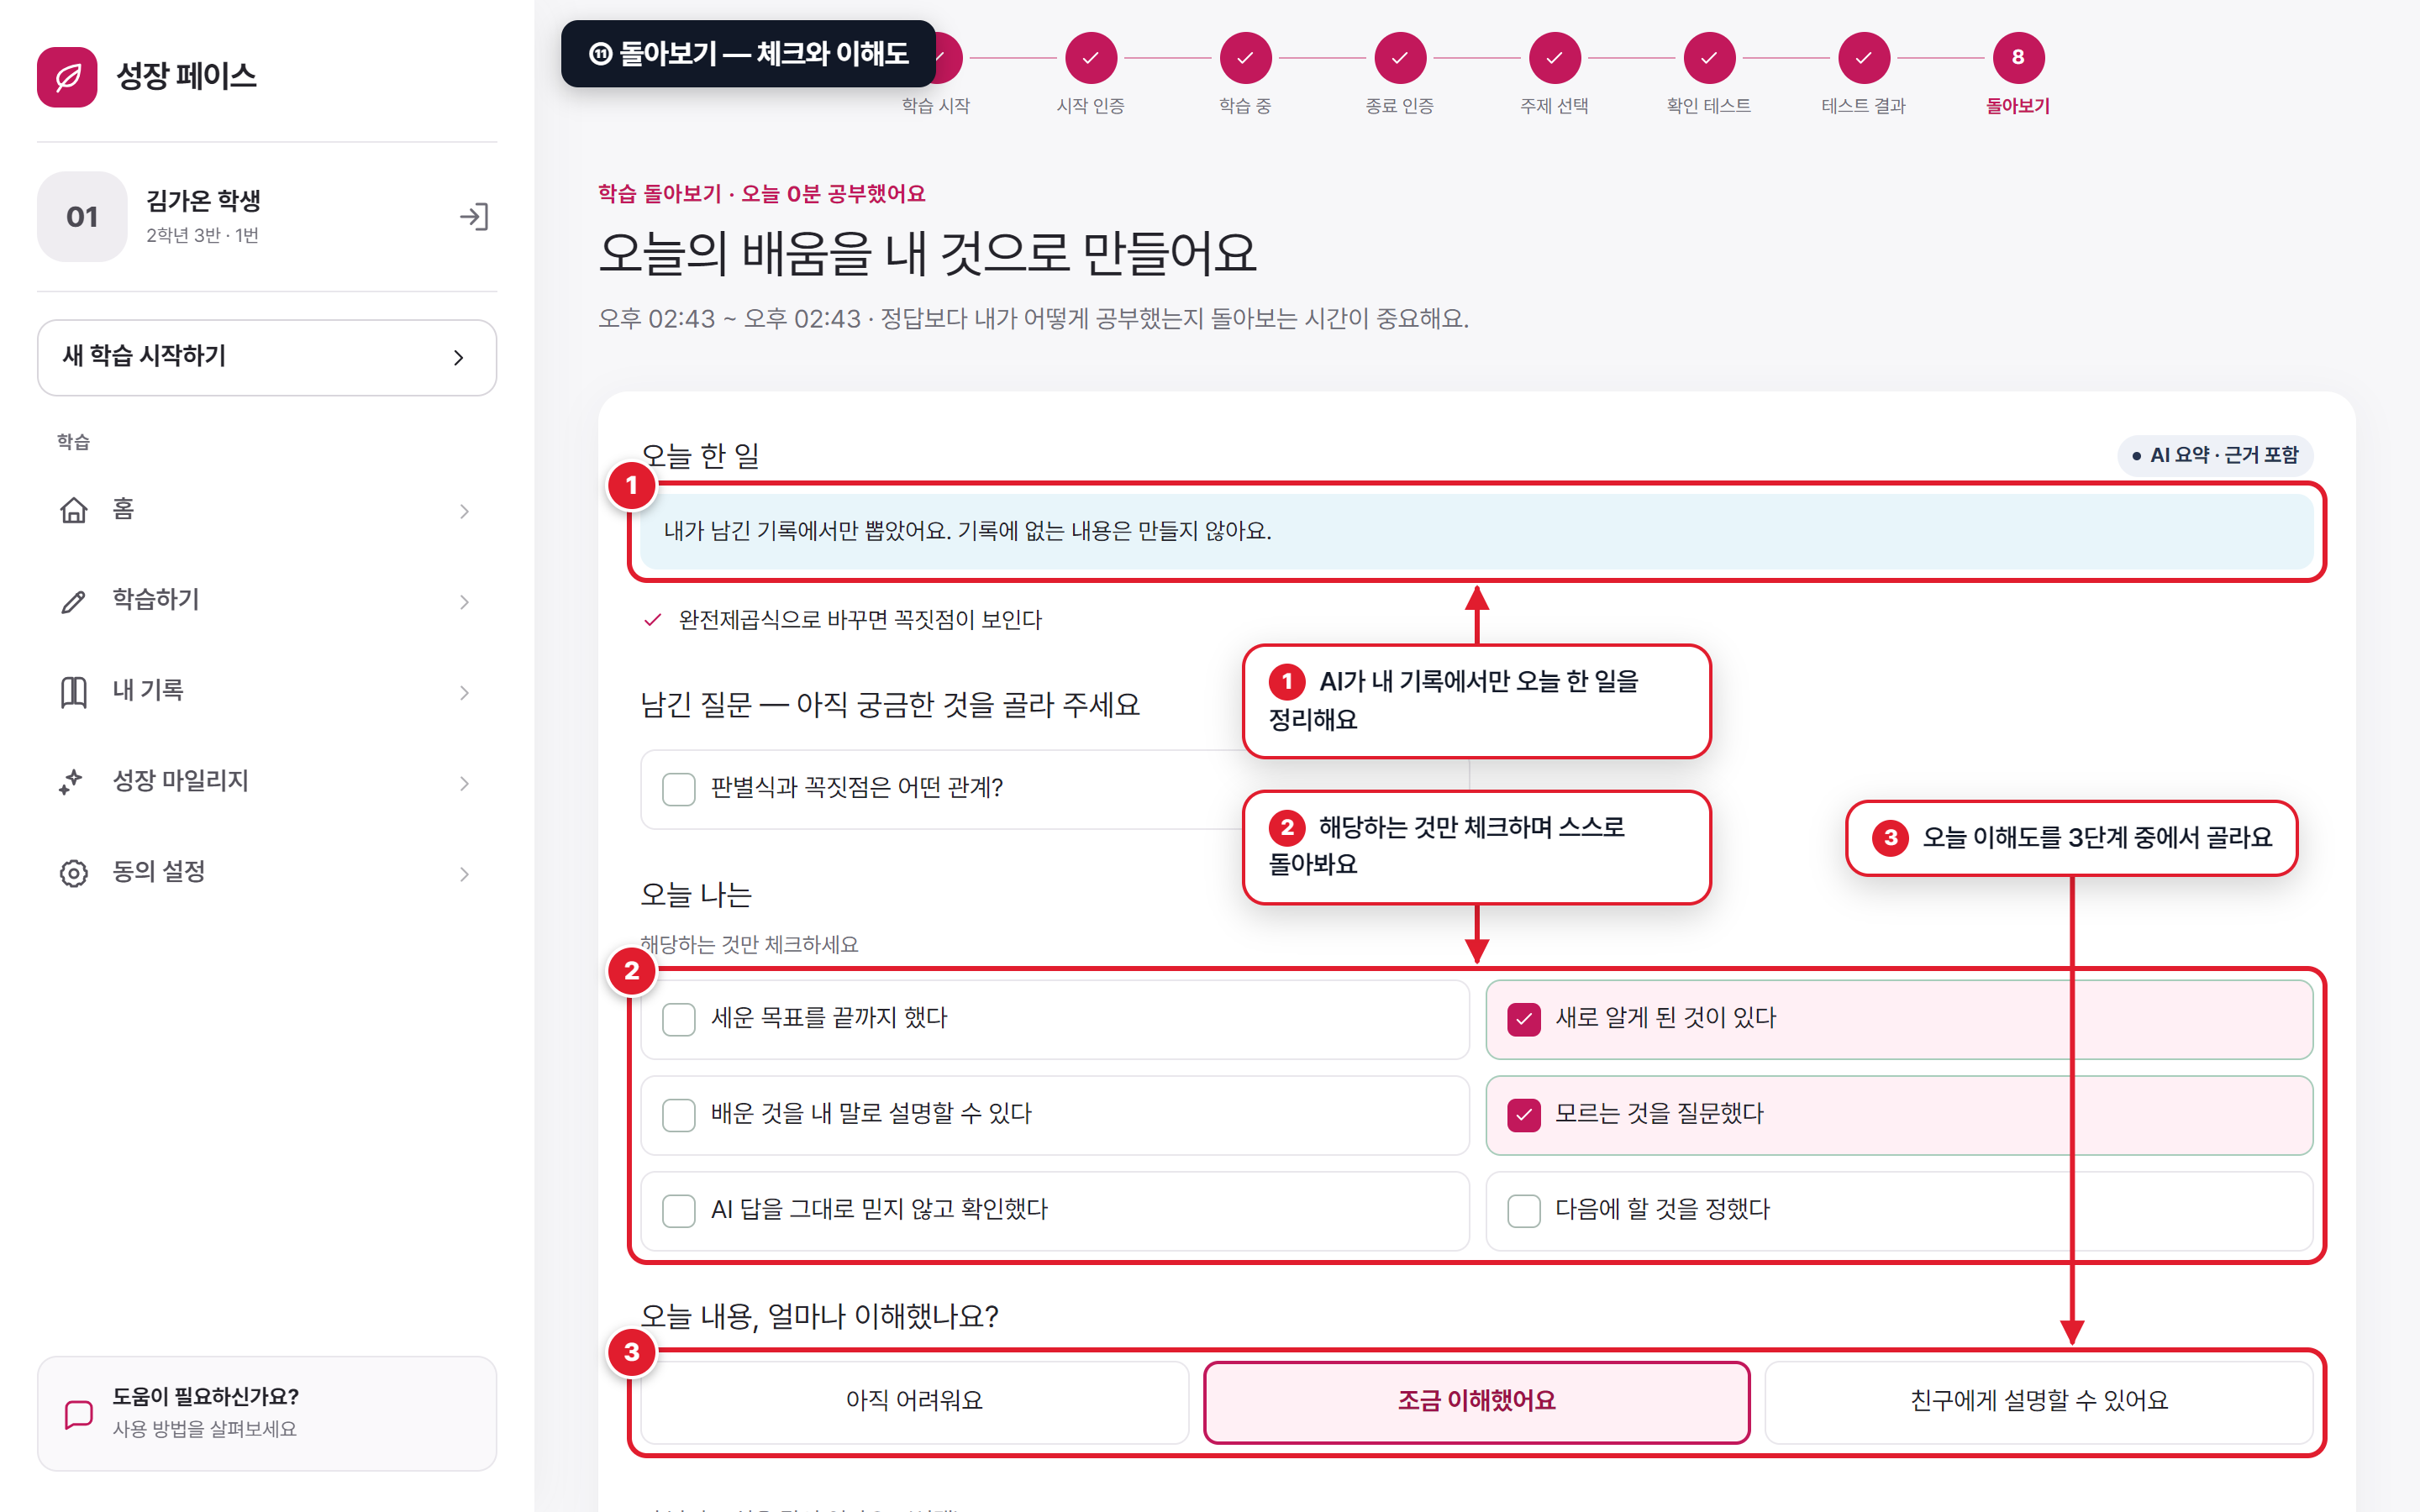 성장 페이스
01
김가온 학생
2학년 3반 · 1번
새 학습 시작하기
학습
홈
학습하기
내 기록
성장 마일리지
동의 설정
도움이 필요하신가요?
사용 방법을 살펴보세요
⑪ 돌아보기 — 체크와 이해도
8
학습 시작
시작 인증
학습 중
종료 인증
주제 선택
확인 테스트
테스트 결과
돌아보기
학습 돌아보기 · 오늘 0분 공부했어요
오늘의 배움을 내 것으로 만들어요
오후 02:43 ~ 오후 02:43 · 정답보다 내가 어떻게 공부했는지 돌아보는 시간이 중요해요.
오늘 한 일
AI 요약 · 근거 포함
1
내가 남긴 기록에서만 뽑았어요. 기록에 없는 내용은 만들지 않아요.
완전제곱식으로 바꾸면 꼭짓점이 보인다
1 AI가 내 기록에서만 오늘 한 일을
정리해요
남긴 질문 — 아직 궁금한 것을 골라 주세요
판별식과 꼭짓점은 어떤 관계?
2 해당하는 것만 체크하며 스스로
돌아봐요
3 오늘 이해도를 3단계 중에서 골라요
오늘 나는
해당하는 것만 체크하세요
2
세운 목표를 끝까지 했다
새로 알게 된 것이 있다
배운 것을 내 말로 설명할 수 있다
모르는 것을 질문했다
AI 답을 그대로 믿지 않고 확인했다
다음에 할 것을 정했다
오늘 내용, 얼마나 이해했나요?
3
아직 어려워요
조금 이해했어요
친구에게 설명할 수 있어요